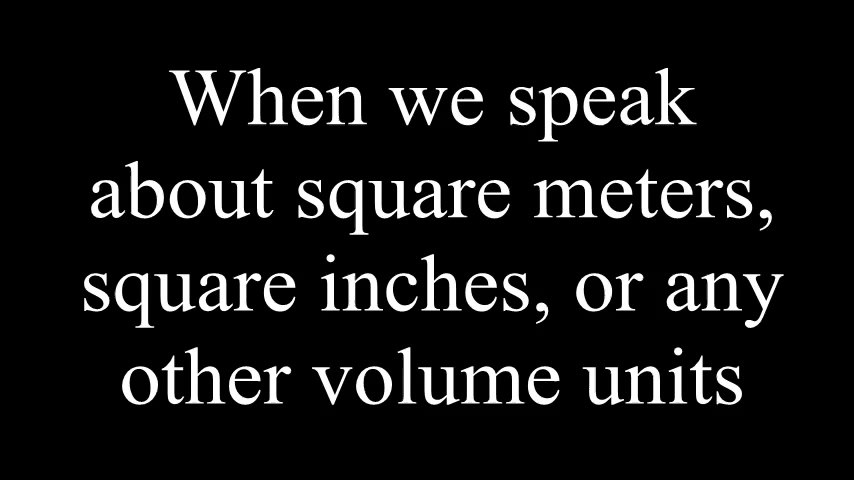 When we speak
about square meters,
square inches, or any
other volume units